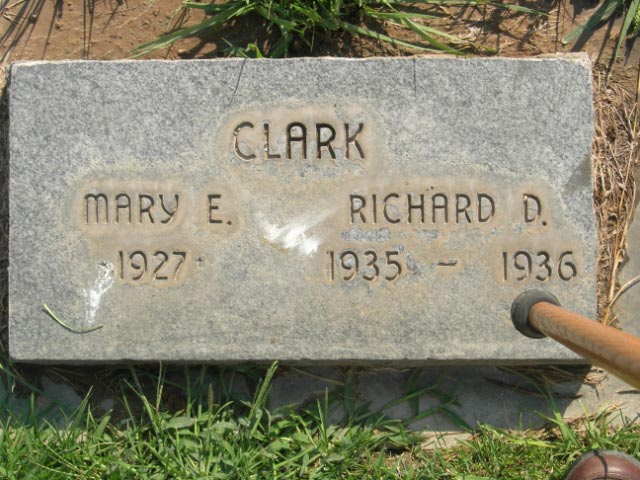 CLARK
MARY E. RICHARD D.
1927 1935 - 1936